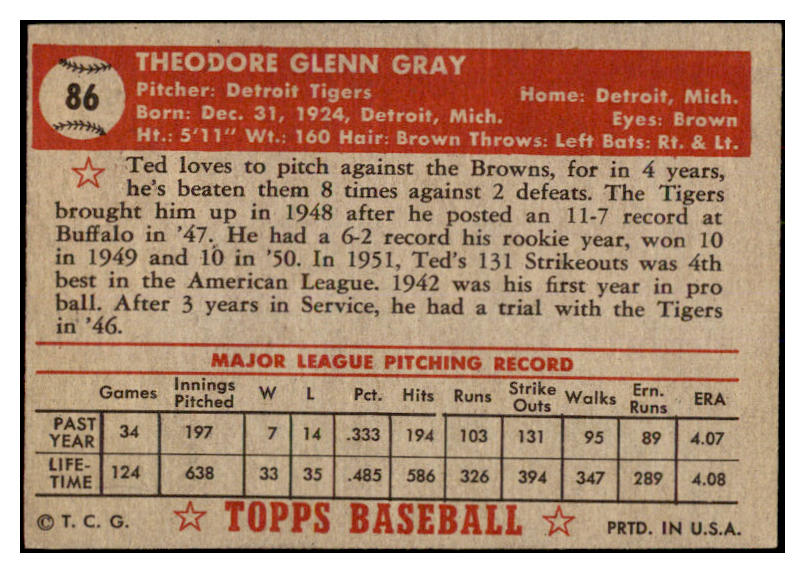 86
THEODORE GLENN GRAY
Pitcher: Detroit Tigers Home: Detroit, Mich.
Born: Dec. 31, 1924, Detroit, Mich. Eyes: Brown
Ht.: 5'11" Wt.: 160 Hair: Brown Throws: Left Bats: Rt. & Lt.
Ted loves to pitch against the Browns, for in 4 years,
he's beaten them 8 times against 2 defeats. The Tigers
brought him up in 1948 after he posted an 11-7 record at
Buffalo in '47. He had a 6-2 record his rookie year, won 10
in 1949 and 10 in '50. In 1951, Ted's 131 Strikeouts was 4th
best in the American League. 1942 was his first year in pro
ball. After 3 years in Service, he had a trial with the Tigers
in '46.
MAJOR LEAGUE PITCHING RECORD
Games Innings Pitched W L Pct. Hits Runs Strike Outs Walks Ern. Runs ERA
PAST YEAR 34 197 7 14 .333 194 103 131 95 89 4.07
LIFE-TIME 124 638 33 35 .485 586 326 394 347 289 4.08
© T. C. G. TOPPS BASEBALL PRTD. IN U.S.A.